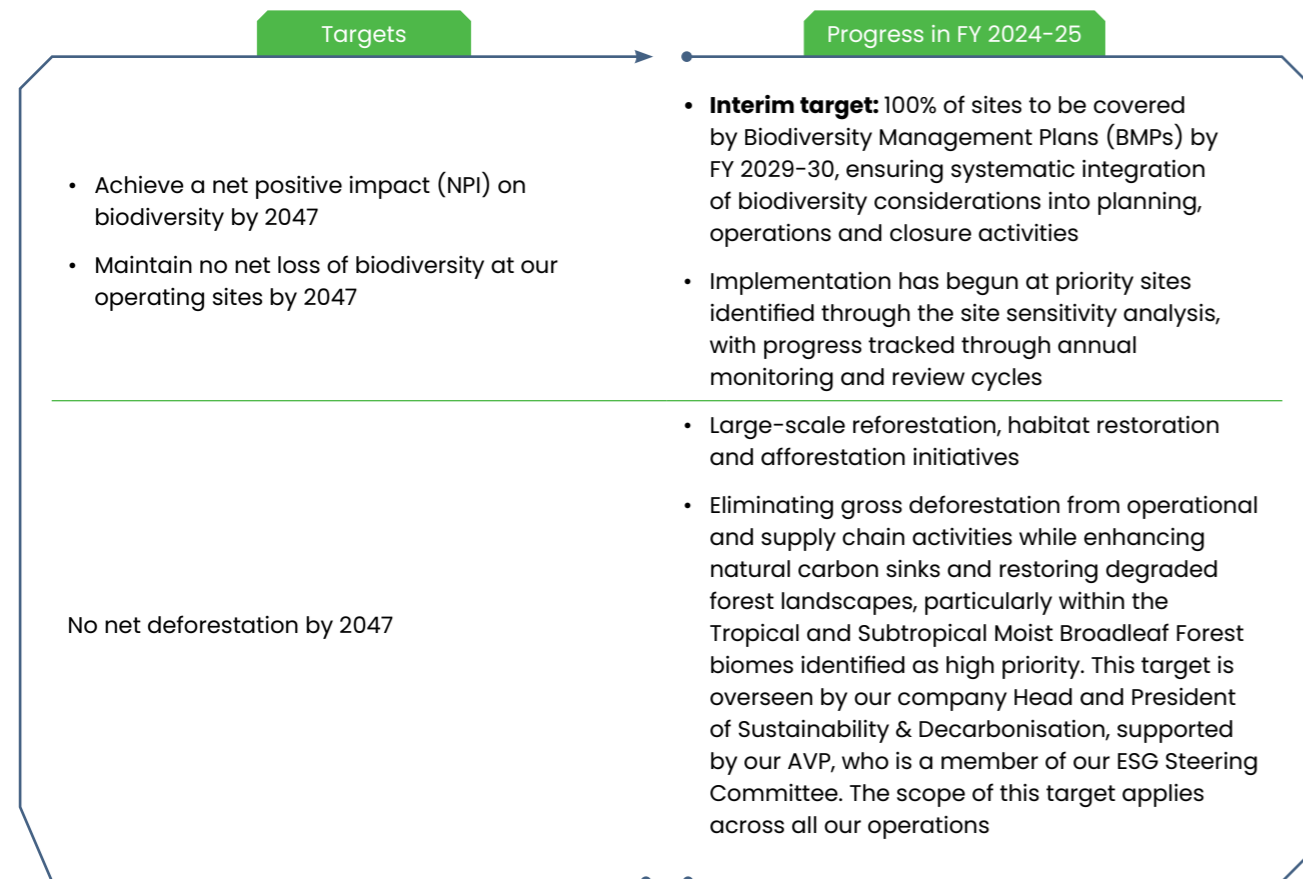 Targets
Progress in FY 2024-25
• Achieve a net positive impact (NPI) on
biodiversity by 2047
• Maintain no net loss of biodiversity at our
operating sites by 2047
• Interim target: 100% of sites to be covered
by Biodiversity Management Plans (BMPs) by
FY 2029-30, ensuring systematic integration
of biodiversity considerations into planning,
operations and closure activities
• Implementation has begun at priority sites
identified through the site sensitivity analysis,
with progress tracked through annual
monitoring and review cycles
No net deforestation by 2047
• Large-scale reforestation, habitat restoration
and afforestation initiatives
• Eliminating gross deforestation from operational
and supply chain activities while enhancing
natural carbon sinks and restoring degraded
forest landscapes, particularly within the
Tropical and Subtropical Moist Broadleaf Forest
biomes identified as high priority. This target is
overseen by our company Head and President
of Sustainability & Decarbonisation, supported
by our AVP, who is a member of our ESG Steering
Committee. The scope of this target applies
across all our operations